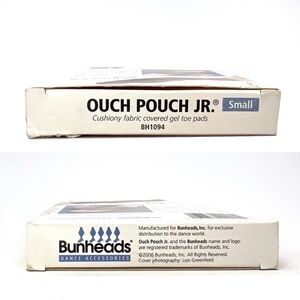 OUCH POUCH JR.® Small
Cushiony fabric covered gel toe pads
BH1094
Bunheads®
DANCE ACCESSORIES
Manufactured for Bunheads, Inc. for exclusive
distribution to the dance world.
Ouch Pouch Jr. and the Bunheads name and logo
are registered trademarks of Bunheads, Inc.
©2006 Bunheads, Inc. All Rights Reserved.
Cover photography: Lois Greenfield